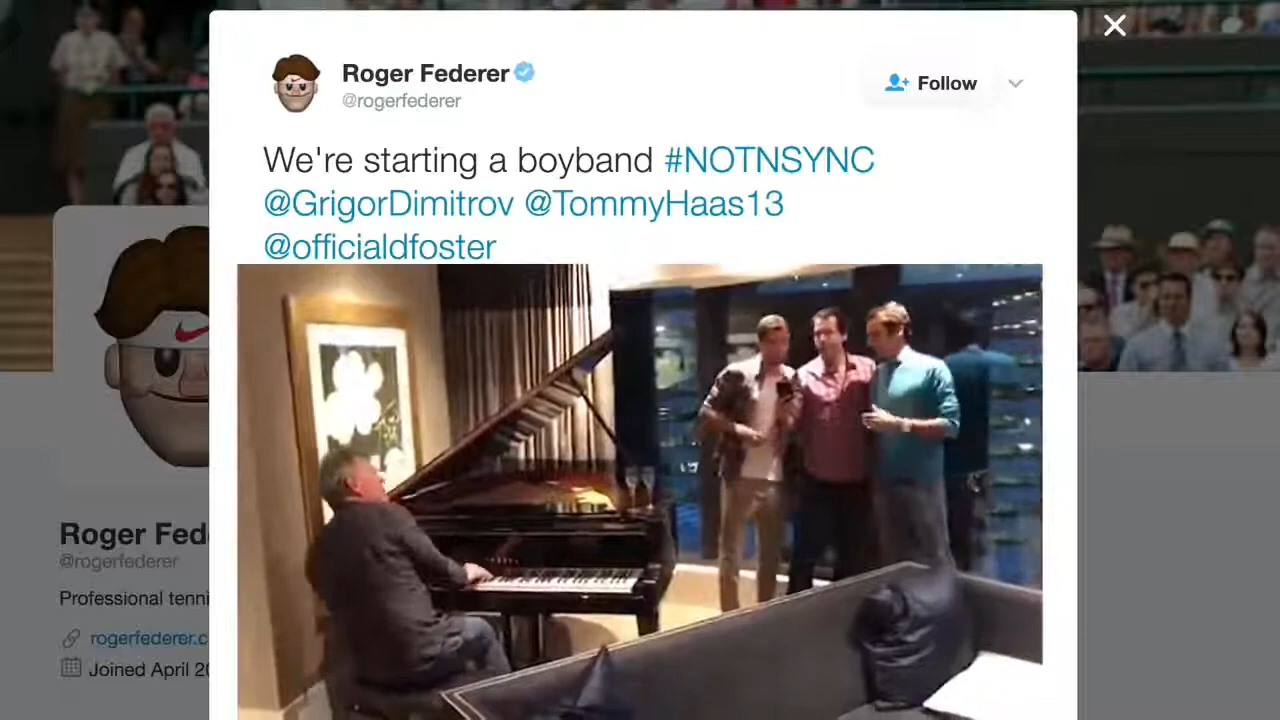 Roger Federer
@rogerfederer
Follow
We're starting a boyband #NOTNSYNC
@GrigorDimitrov @TommyHaas13
@officialdfoster
Roger Fed
@rogerfederer
Professional tenni
rogerfederer.c
Joined April 20